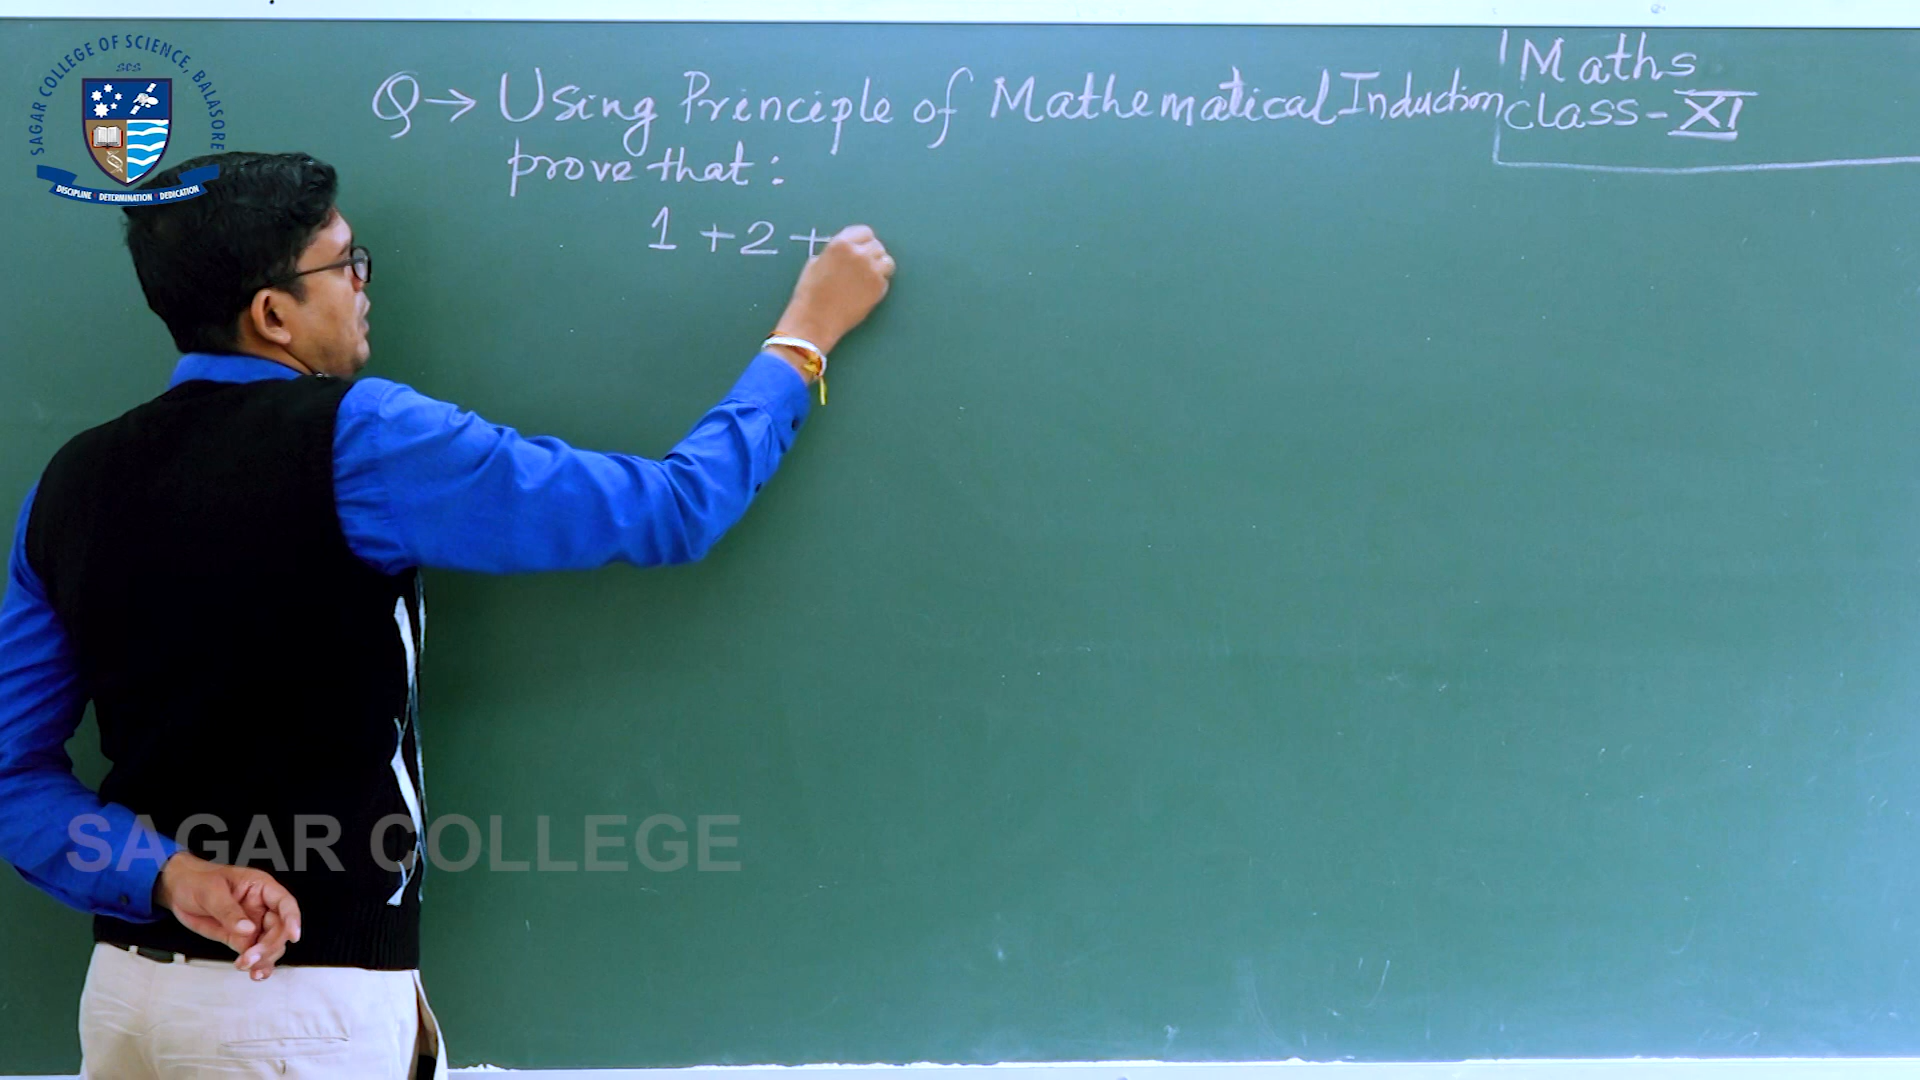 SAGAR COLLEGE OF SCIENCE, BALASORE
SCS
DISCIPLINE • DETERMINATION • DEDICATION
Q → Using Principle of Mathematical Induction
prove that :
1 + 2 +
Maths
class - XI
SAGAR COLLEGE